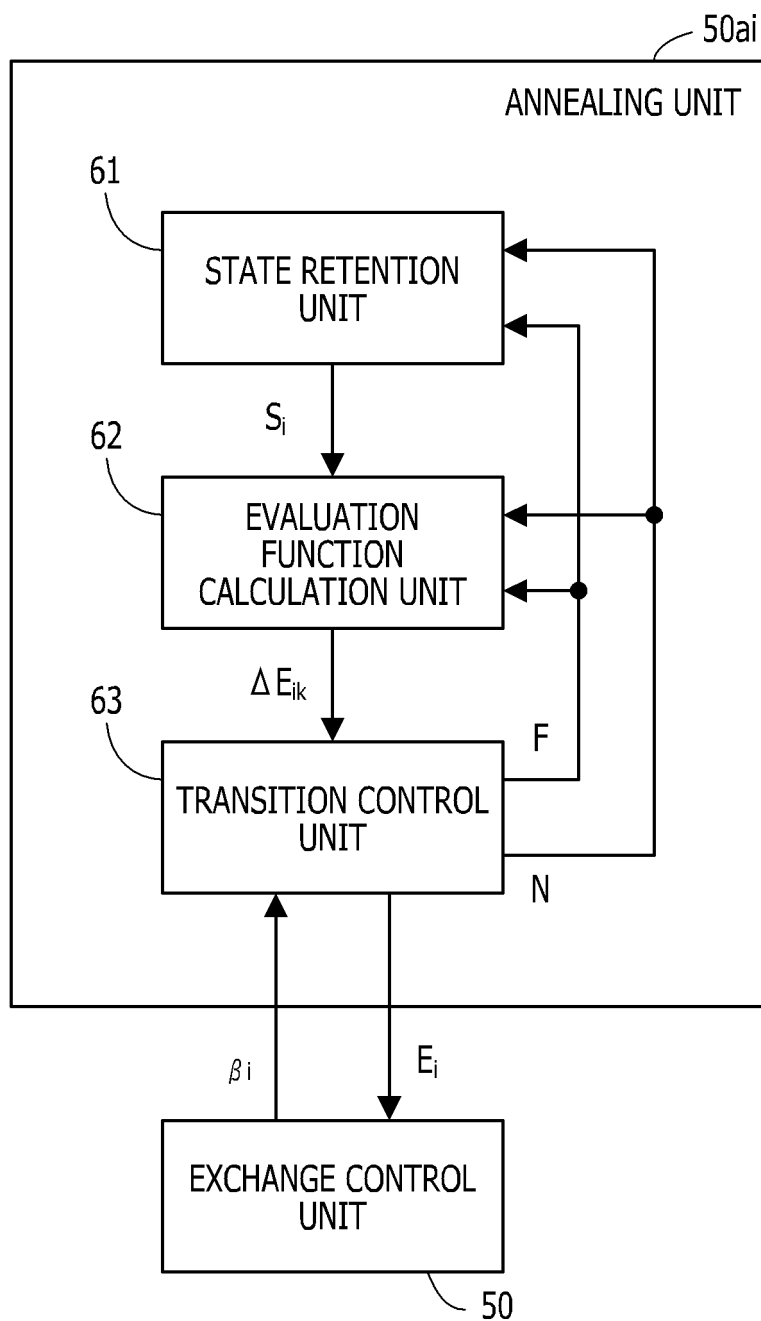 50ai
ANNEALING UNIT
61
STATE RETENTION
UNIT
Si
62
EVALUATION
FUNCTION
CALCULATION UNIT
ΔEik
63
F
TRANSITION CONTROL
UNIT
N
βi
Ei
EXCHANGE CONTROL
UNIT
50